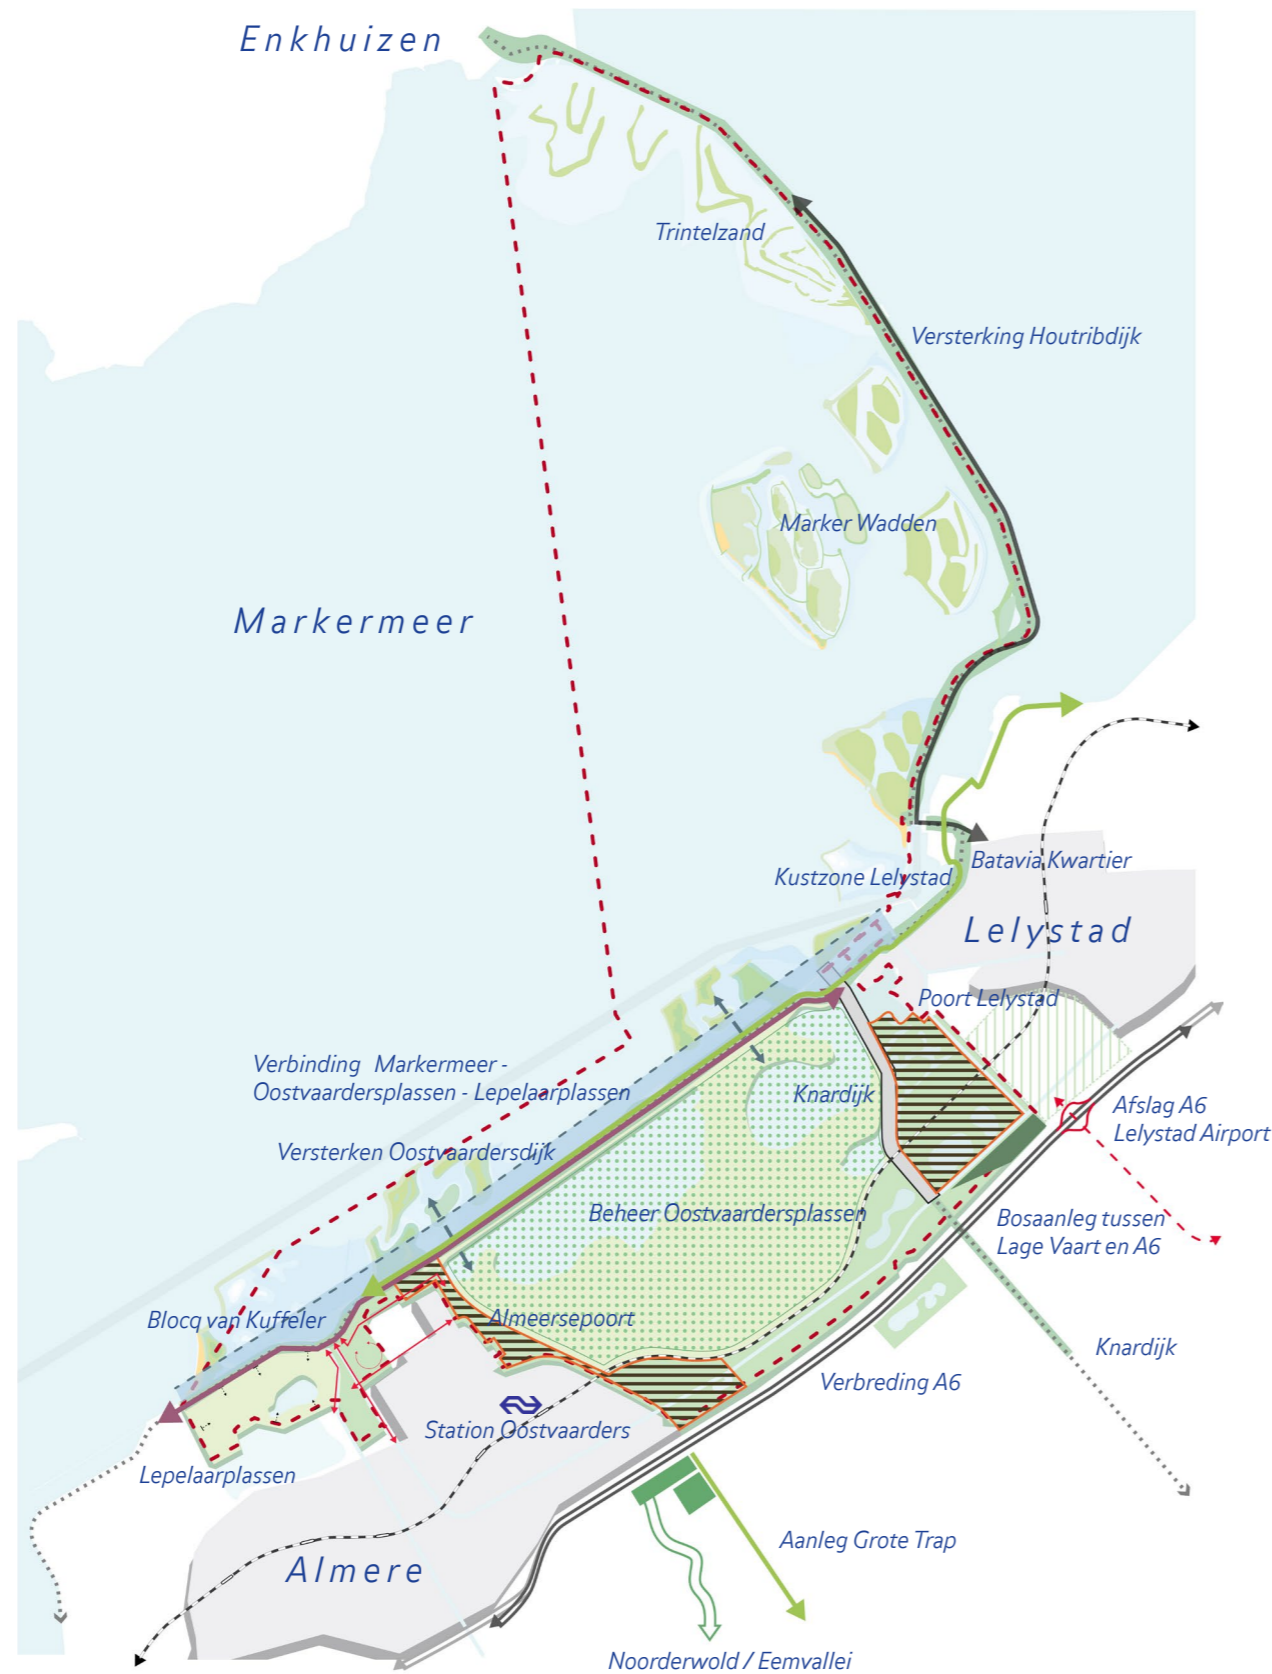 Enkhuizen
Trintelzand
Versterking Houtribdijk
Marker Wadden
Markermeer
Batavia Kwartier
Kustzone Lelystad
Lelystad
Poort Lelystad
Verbinding Markermeer -
Oostvaardersplassen - Lepelaarplassen
Knardijk
Afslag A6
Lelystad Airport
Versterken Oostvaardersdijk
Beheer Oostvaardersplassen
Bosaanleg tussen
Lage Vaart en A6
Blocq van Kuffeler
Almeersepoort
Knardijk
Verbreding A6
Station Oostvaarders
Lepelaarplassen
Aanleg Grote Trap
Almere
Noorderwold / Eemvallei